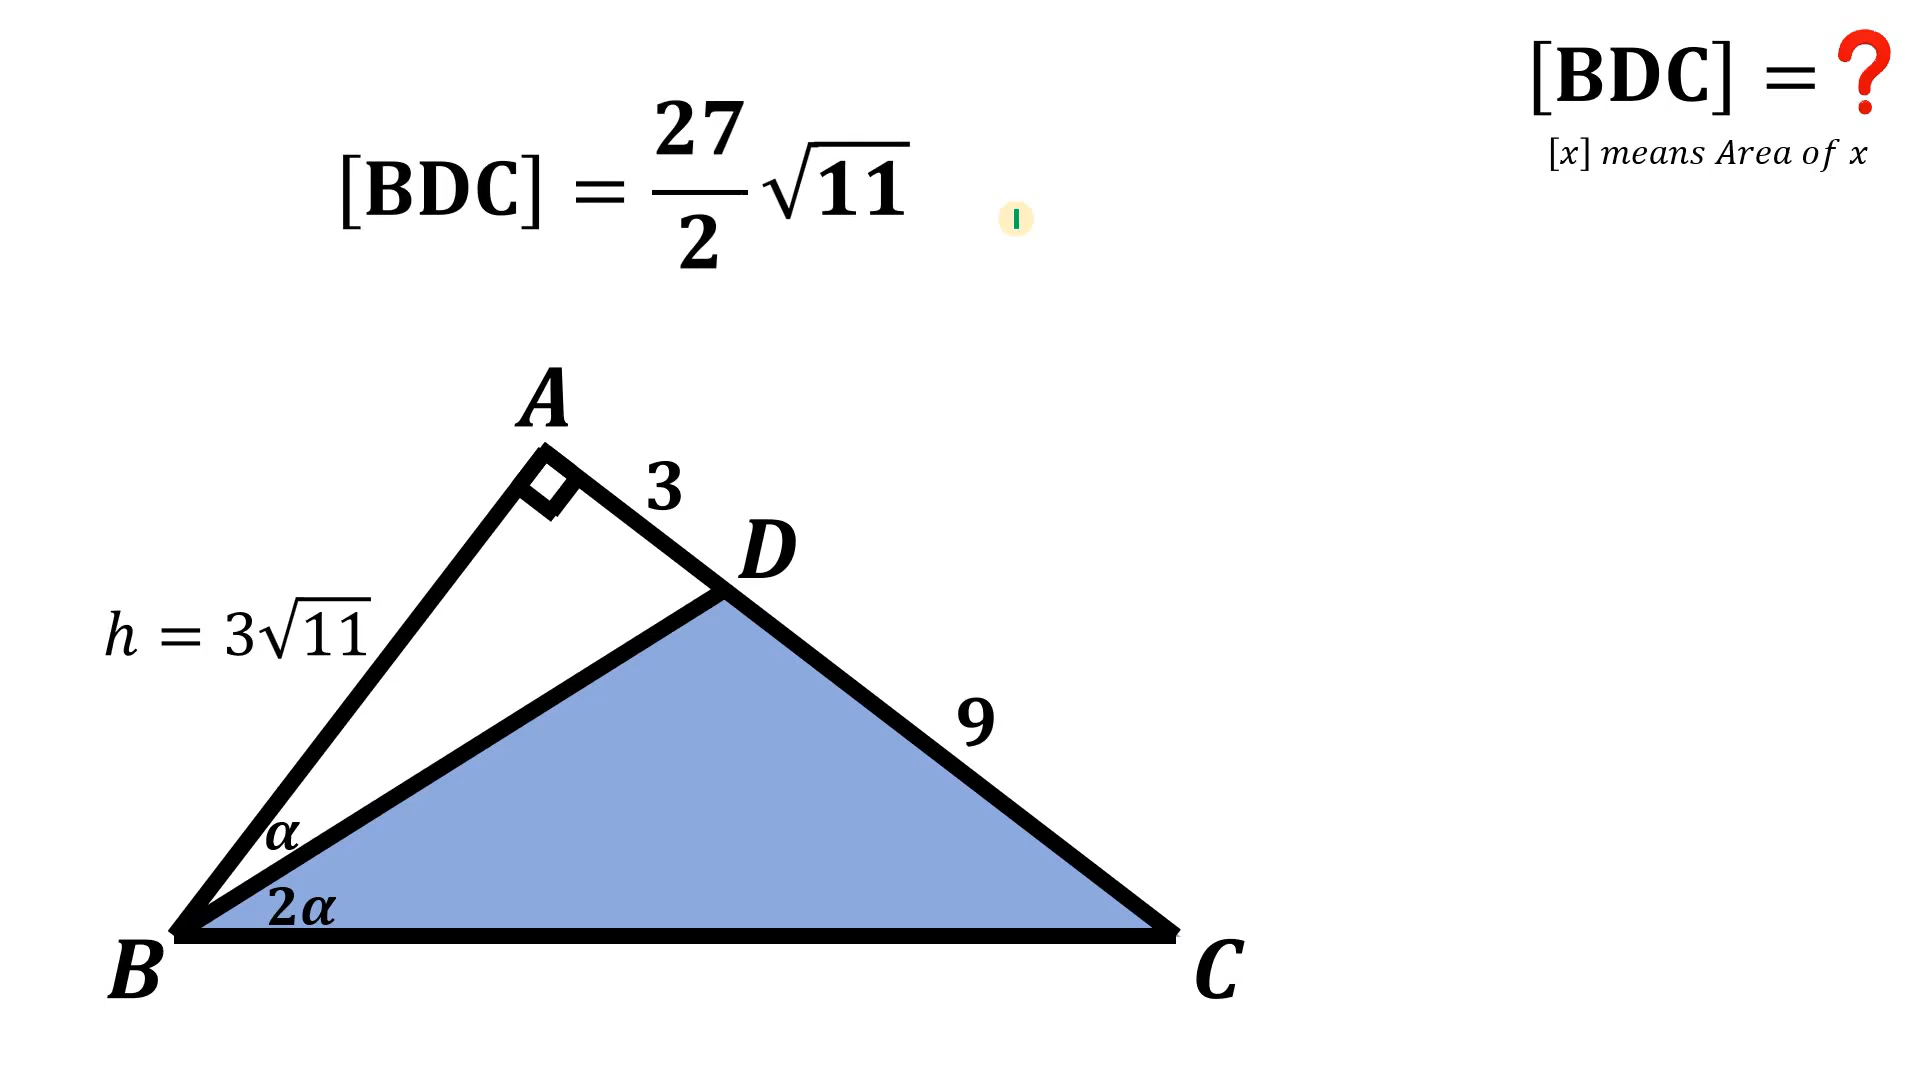 [BDC] = ❓
[x] means Area of x
[BDC] = 27/2 √11
A
3
D
h = 3√11
9
α
2α
B
C